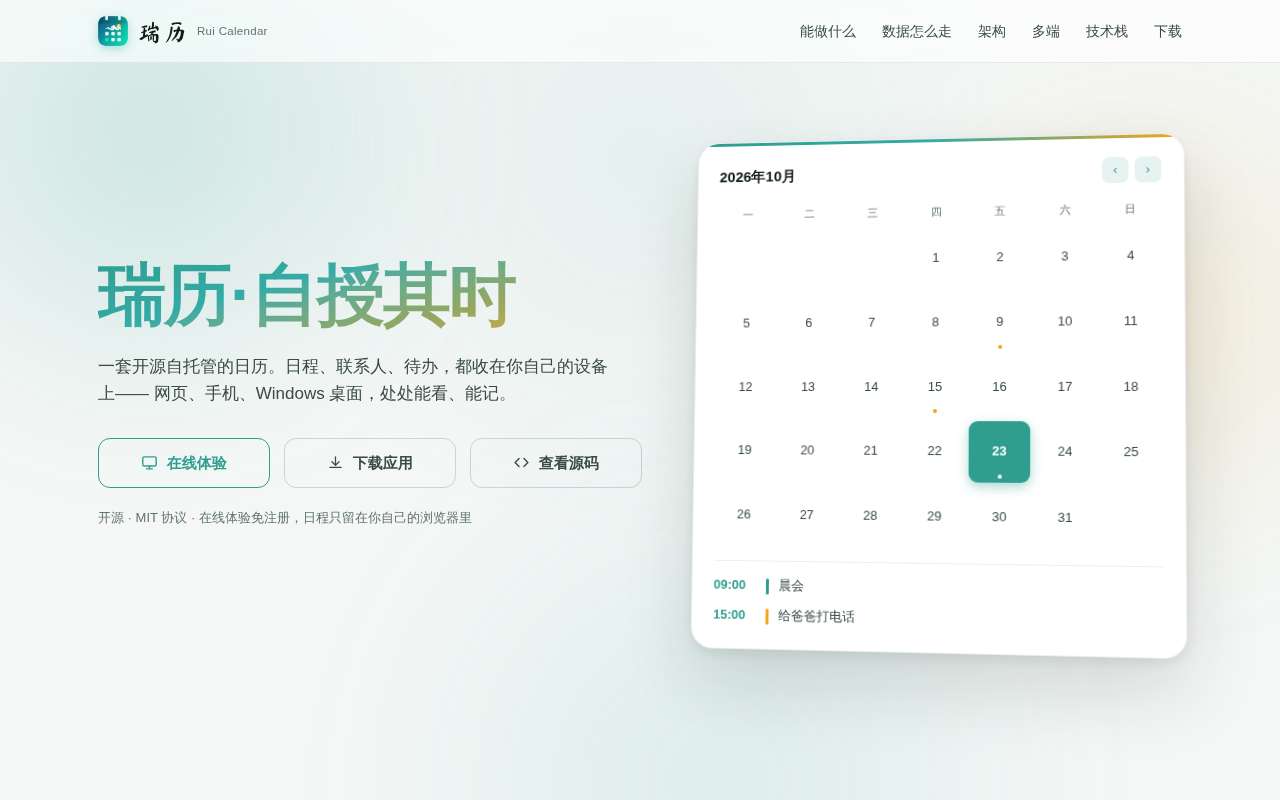 瑞历 Rui Calendar
能做什么 数据怎么走 架构 多端 技术栈 下载
瑞历·自授其时
一套开源自托管的日历。日程、联系人、待办，都收在你自己的设备
上—— 网页、手机、Windows 桌面，处处能看、能记。
在线体验 下载应用 查看源码
开源 · MIT 协议 · 在线体验免注册，日程只留在你自己的浏览器里
2026年10月 ‹ ›
一 二 三 四 五 六 日
1 2 3 4
5 6 7 8 9 10 11
12 13 14 15 16 17 18
19 20 21 22 23 24 25
26 27 28 29 30 31
09:00 晨会
15:00 给爸爸打电话